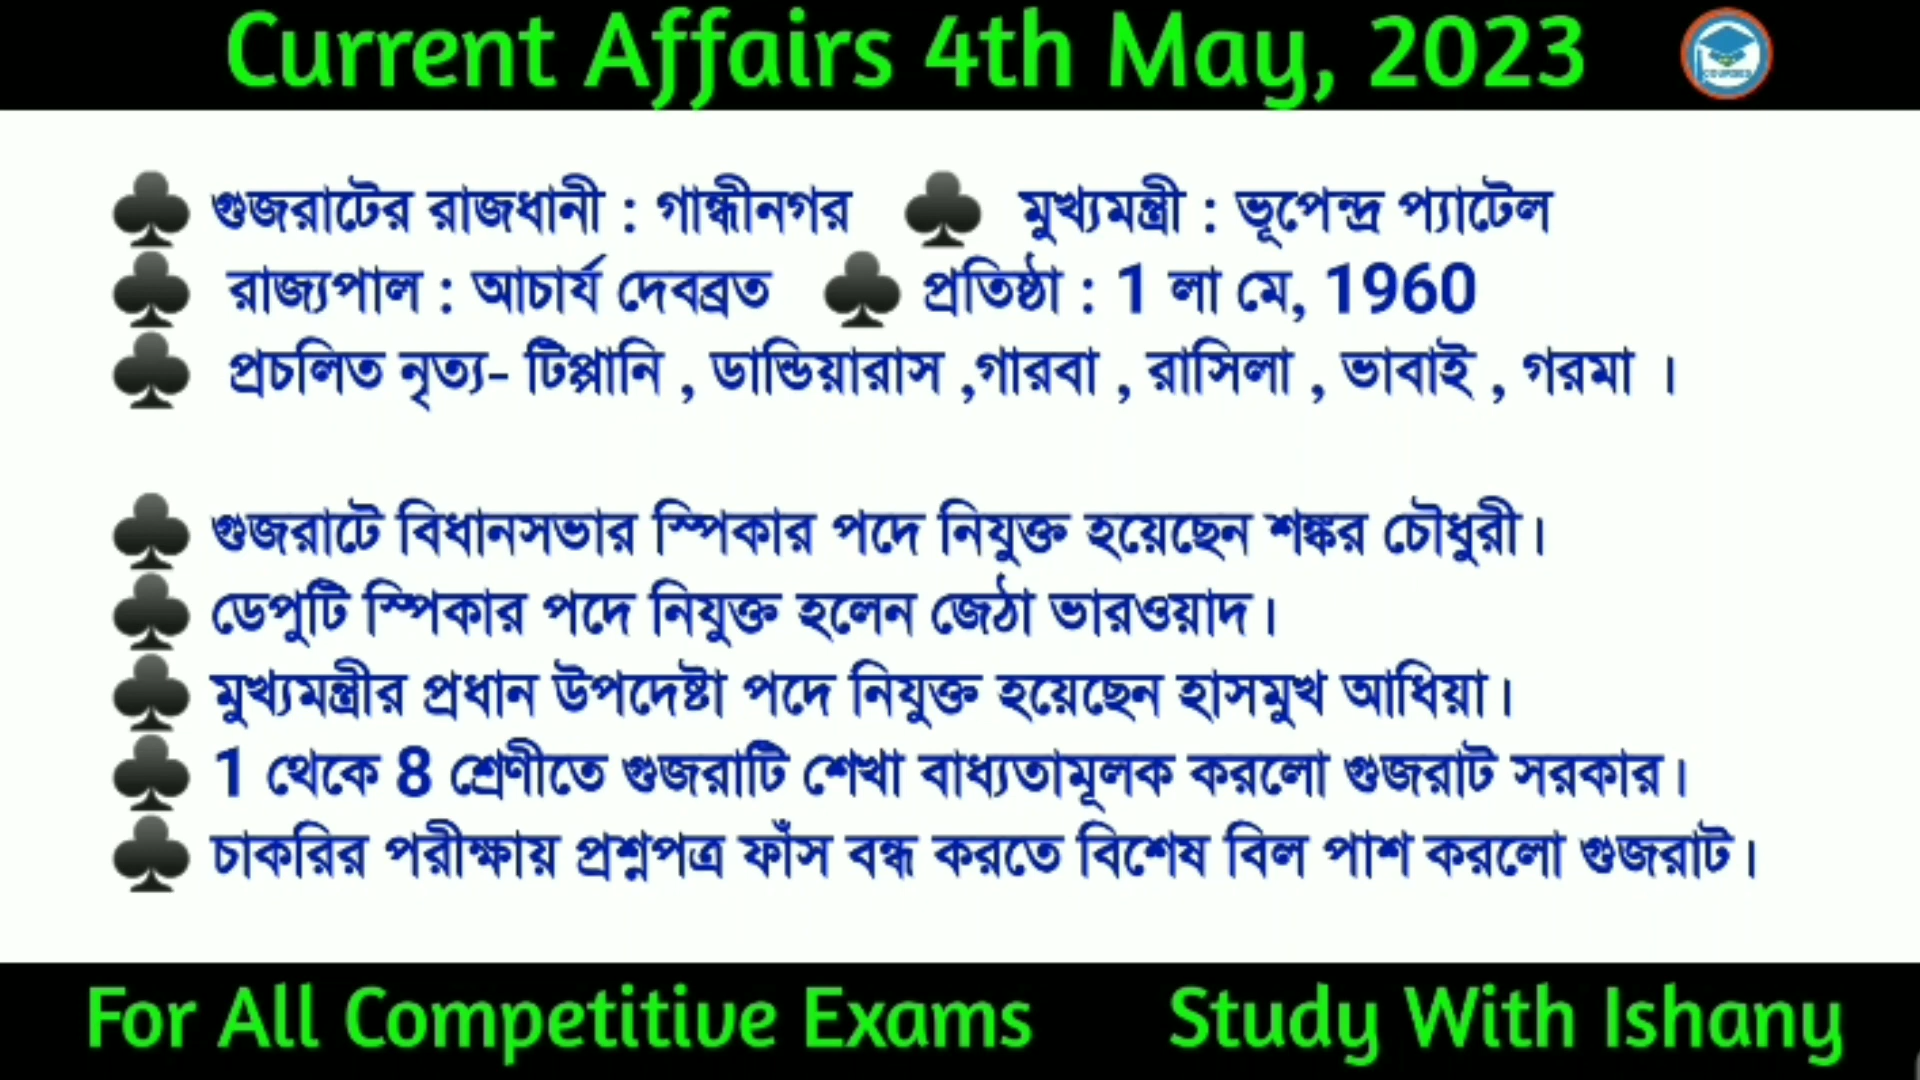 Current Affairs 4th May, 2023
♣ গুজরাটের রাজধানী : গান্ধীনগর ♣ মুখ্যমন্ত্রী : ভূপেন্দ্র প্যাটেল
♣ রাজ্যপাল : আচার্য দেবব্রত ♣ প্রতিষ্ঠা : 1 লা মে, 1960
♣ প্রচলিত নৃত্য- টিপ্পানি , ডান্ডিয়ারাস ,গারবা , রাসিলা , ভাবাই , গরমা ।
♣ গুজরাটে বিধানসভার স্পিকার পদে নিযুক্ত হয়েছেন শঙ্কর চৌধুরী।
♣ ডেপুটি স্পিকার পদে নিযুক্ত হলেন জেঠা ভারওয়াদ।
♣ মুখ্যমন্ত্রীর প্রধান উপদেষ্টা পদে নিযুক্ত হয়েছেন হাসমুখ আধিয়া।
♣ 1 থেকে 8 শ্রেণীতে গুজরাটি শেখা বাধ্যতামূলক করলো গুজরাট সরকার।
♣ চাকরির পরীক্ষায় প্রশ্নপত্র ফাঁস বন্ধ করতে বিশেষ বিল পাশ করলো গুজরাট।
For All Competitive Exams Study With Ishany